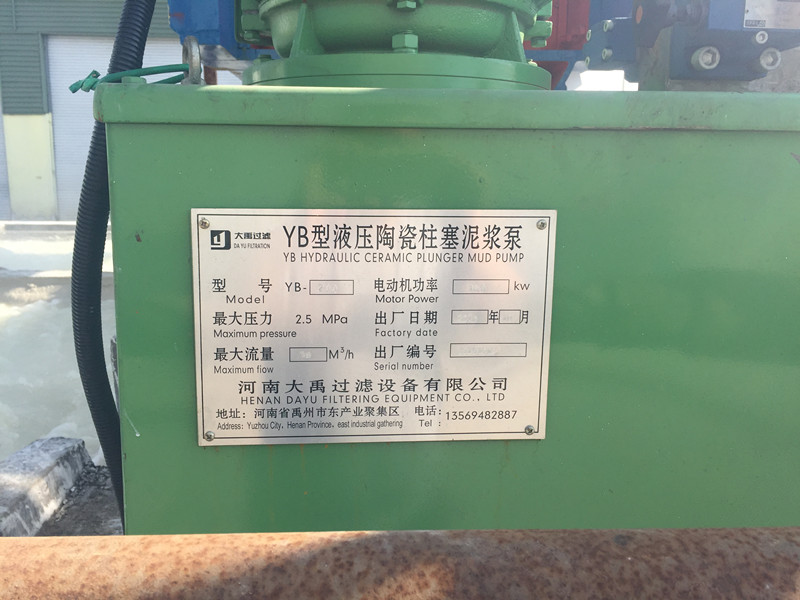 大禹过滤
DA YU FILTRATION
YB型液压陶瓷柱塞泥浆泵
YB HYDRAULIC CERAMIC PLUNGER MUD PUMP
型 号 YB- 电动机功率 kw
Model Motor Power
最大压力 2.5 MPa 出厂日期 年 月
Maximum pressure Factory date
最大流量 M³/h 出厂编号
Maximum flow Serial number
河南大禹过滤设备有限公司
HENAN DAYU FILTERING EQUIPMENT CO., LTD
地址: 河南省禹州市东产业聚集区 电话: 13569482887
Address: Yuzhou City, Henan Province, east industrial gathering Tel :